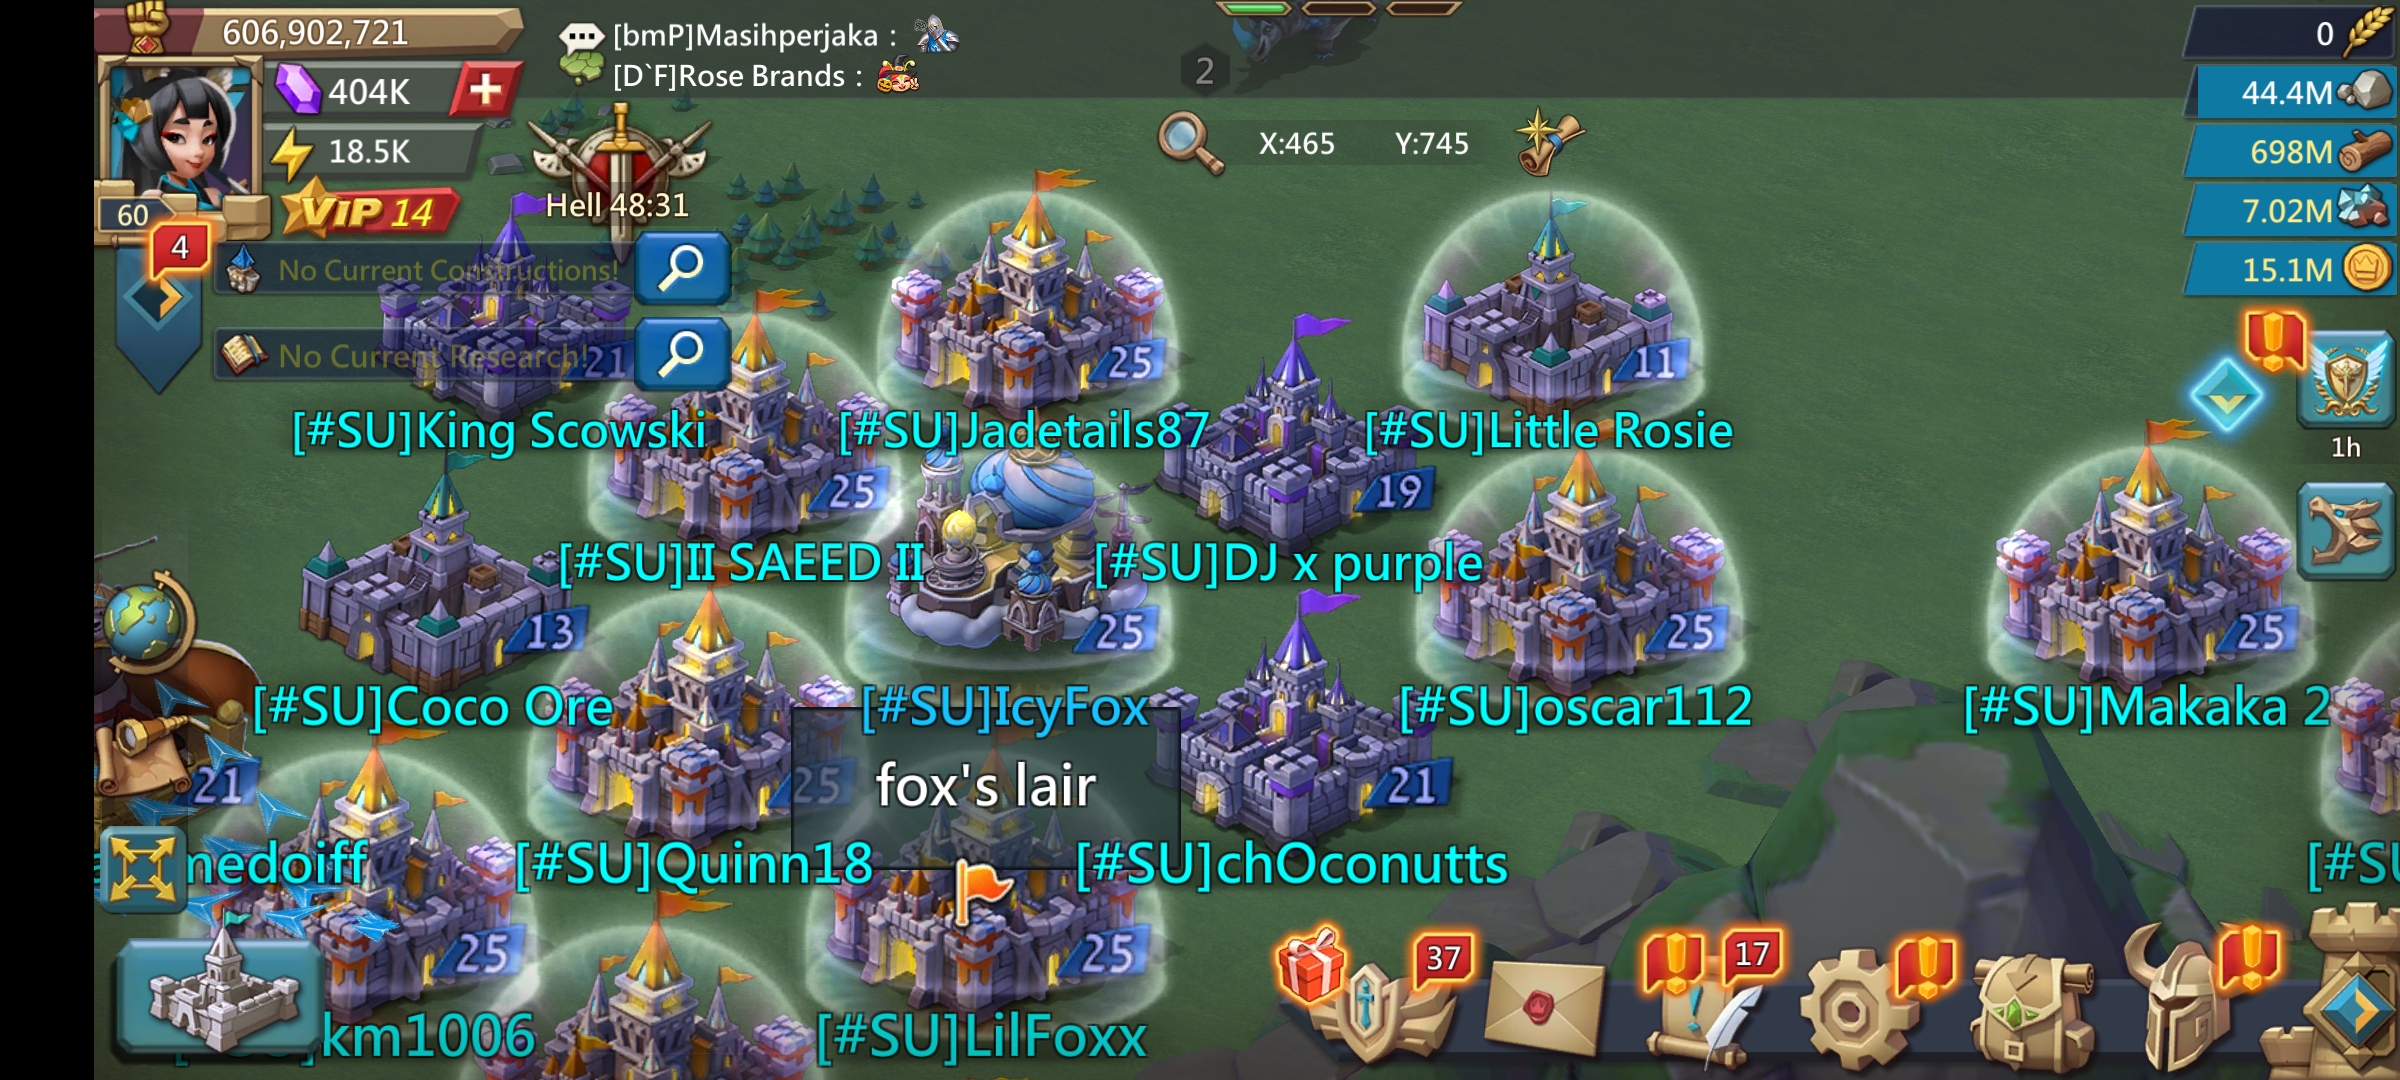 606,902,721
[bmP]Masihperjaka :
[D`F]Rose Brands :
404K
18.5K
VIP 14
60
4
Hell 48:31
2
X:465 Y:745
0
44.4M
698M
7.02M
15.1M
1h
No Current Constructions!
No Current Research!
21
25
11
[#SU]King Scowski
[#SU]Jadetails87
[#SU]Little Rosie
25
19
[#SU]II SAEED II
[#SU]DJ x purple
13
25
25
25
[#SU]Coco Ore
[#SU]IcyFox
[#SU]oscar112
[#SU]Makaka 2
21
25
fox's lair
21
nedoiff
[#SU]Quinn18
[#SU]chOconutts
[#SU
25
25
37
17
km1006
[#SU]LilFoxx